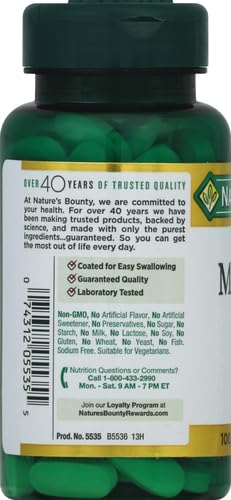 OVER 40 YEARS OF TRUSTED QUALITY
At Nature's Bounty, we are committed to
your health. For over 40 years we have
been making trusted products, backed by
science, and made with only the purest
ingredients...guaranteed. So you can get
the most out of life every day.
Coated for Easy Swallowing
Guaranteed Quality
Laboratory Tested
Non-GMO, No Artificial Flavor, No Artificial
Sweetener, No Preservatives, No Sugar, No
Starch, No Milk, No Lactose, No Soy, No
Gluten, No Wheat, No Yeast, No Fish.
Sodium Free. Suitable for Vegetarians.
Nutrition Questions or Comments?
Call 1-800-433-2990
Mon. - Sat. 9 AM - 7 PM ET
Join our Loyalty Program at
NaturesBountyRewards.com
Prod. No. 5535 B5536 13H
0 74312 05535 5
NA
M
100